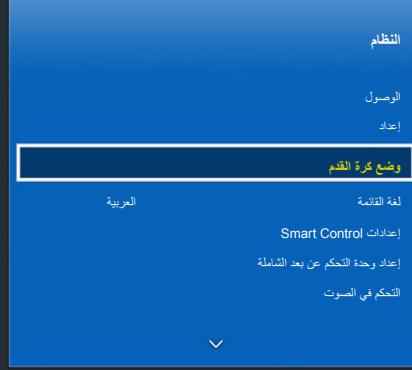 النظام
الوصول
إعداد
وضع كرة القدم
لغة القائمة العربية
إعدادات Smart Control
إعداد وحدة التحكم عن بعد الشاملة
التحكم في الصوت